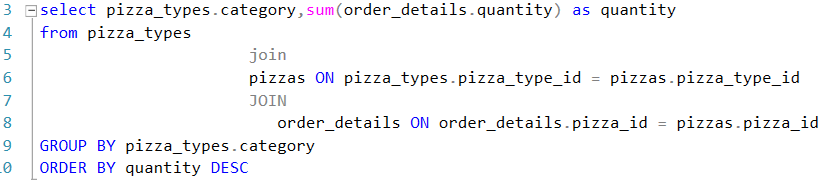 3 select pizza_types.category,sum(order_details.quantity) as quantity
4 from pizza_types
5 join
6 pizzas ON pizza_types.pizza_type_id = pizzas.pizza_type_id
7 JOIN
8 order_details ON order_details.pizza_id = pizzas.pizza_id
9 GROUP BY pizza_types.category
0 ORDER BY quantity DESC